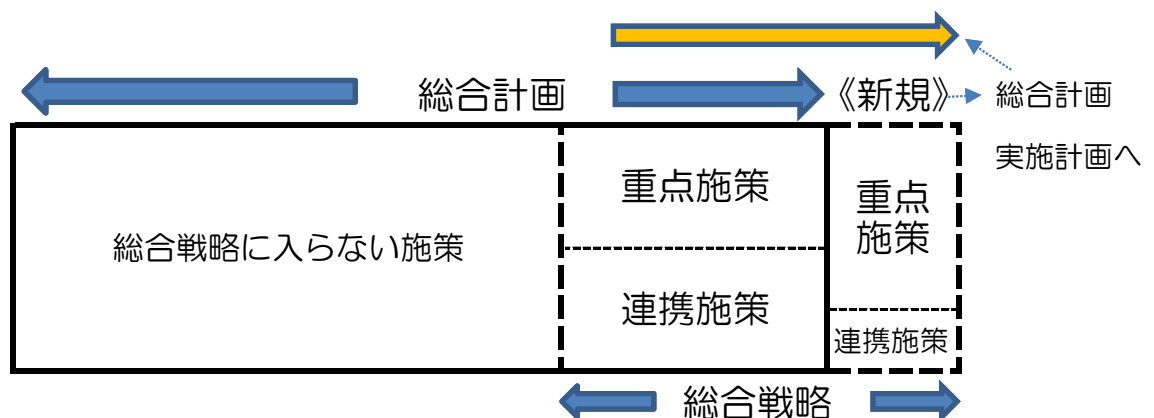 総合計画
《新規》
総合計画
実施計画へ
総合戦略に入らない施策
重点施策
連携施策
重点
施策
連携施策
総合戦略